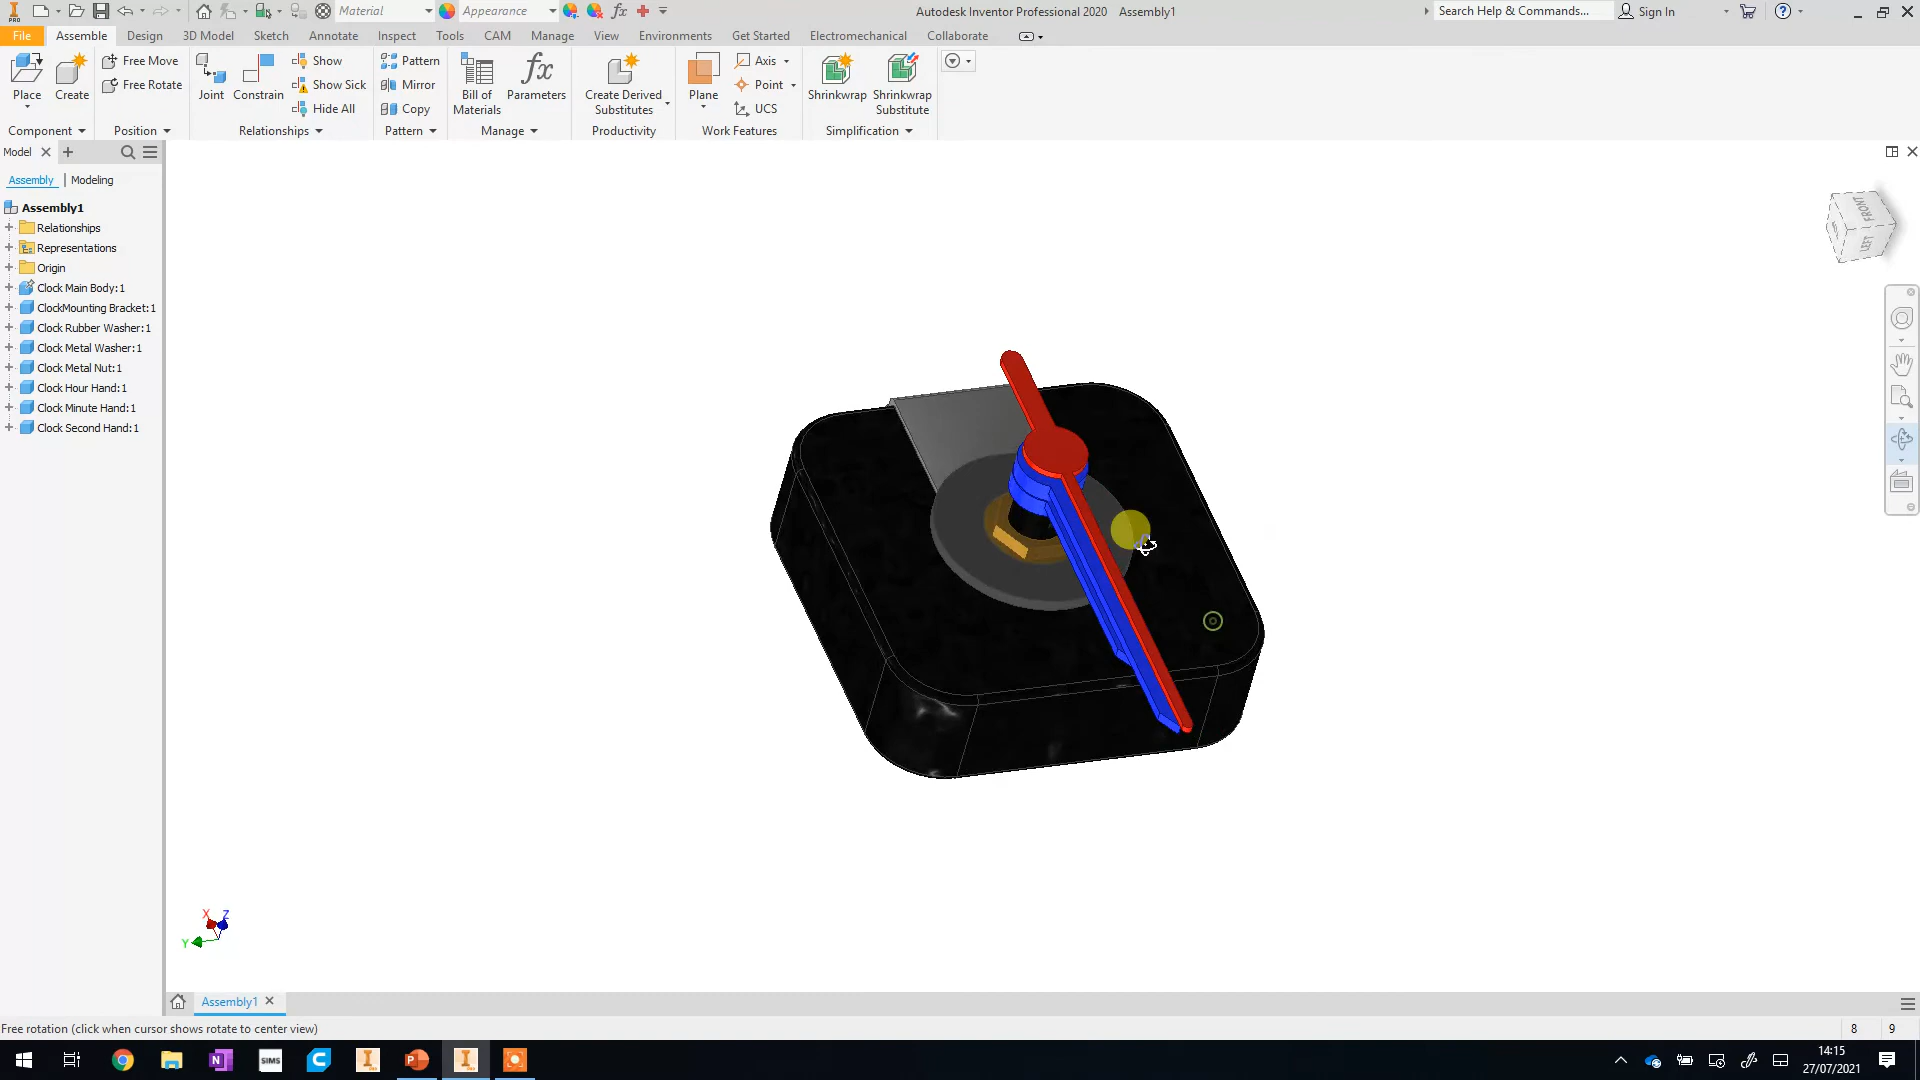 PRO
Material
Appearance
fx
Autodesk Inventor Professional 2020 Assembly1
Search Help & Commands...
Sign In
File Assemble Design 3D Model Sketch Annotate Inspect Tools CAM Manage View Environments Get Started Electromechanical Collaborate
Place
Create
Free Move
Free Rotate
Joint
Constrain
Show
Show Sick
Hide All
Pattern
Mirror
Copy
Bill of
Materials
fx
Parameters
Create Derived
Substitutes
Plane
Axis
Point
UCS
Shrinkwrap
Shrinkwrap
Substitute
Component Position Relationships Pattern Manage Productivity Work Features Simplification
Model
Assembly | Modeling
Assembly1
Relationships
Representations
Origin
Clock Main Body:1
ClockMounting Bracket:1
Clock Rubber Washer:1
Clock Metal Washer:1
Clock Metal Nut:1
Clock Hour Hand:1
Clock Minute Hand:1
Clock Second Hand:1
FRONT
LEFT
X Z
Y
Assembly1
Free rotation (click when cursor shows rotate to center view)
8 9
SIMS
14:15
27/07/2021